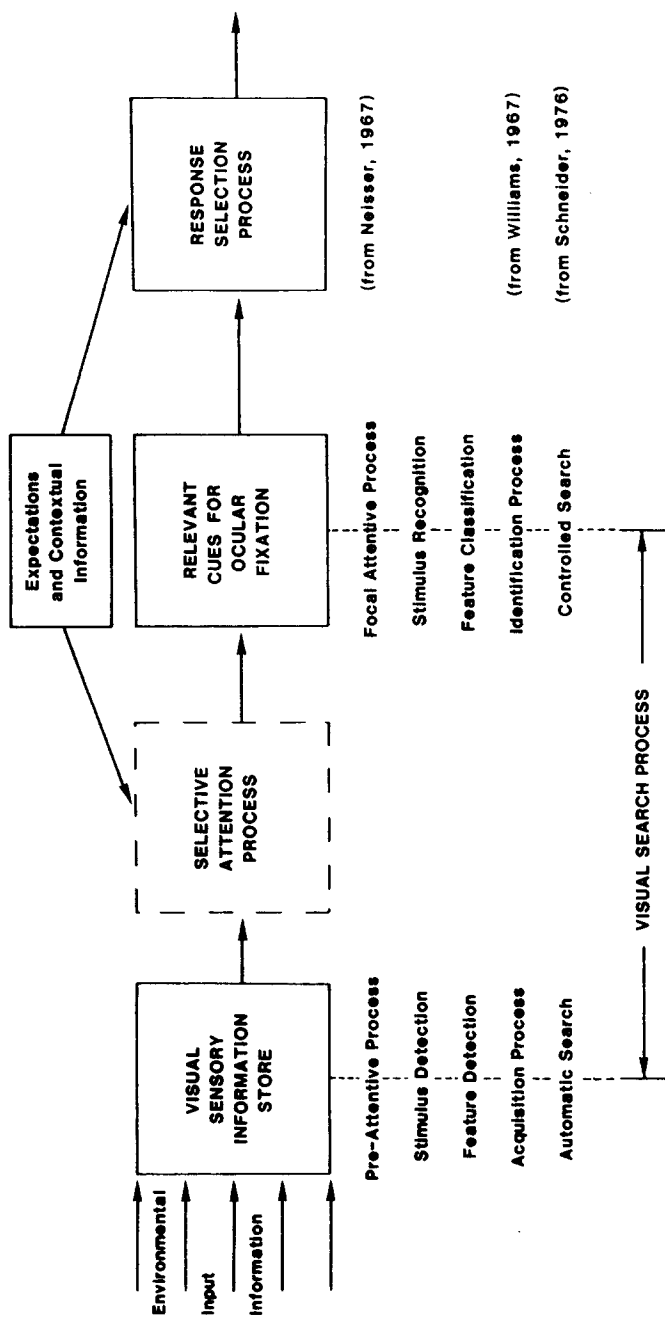 Expectations
and Contextual
Information
Environmental
Input
Information
VISUAL
SENSORY
INFORMATION
STORE
SELECTIVE
ATTENTION
PROCESS
RELEVANT
CUES FOR
OCULAR
FIXATION
RESPONSE
SELECTION
PROCESS
Pre-Attentive Process
Focal Attentive Process
(from Neisser, 1967)
Stimulus Detection
Stimulus Recognition
Feature Detection
Feature Classification
Acquisition Process
Identification Process
(from Williams, 1967)
Automatic Search
Controlled Search
(from Schneider, 1976)
VISUAL SEARCH PROCESS